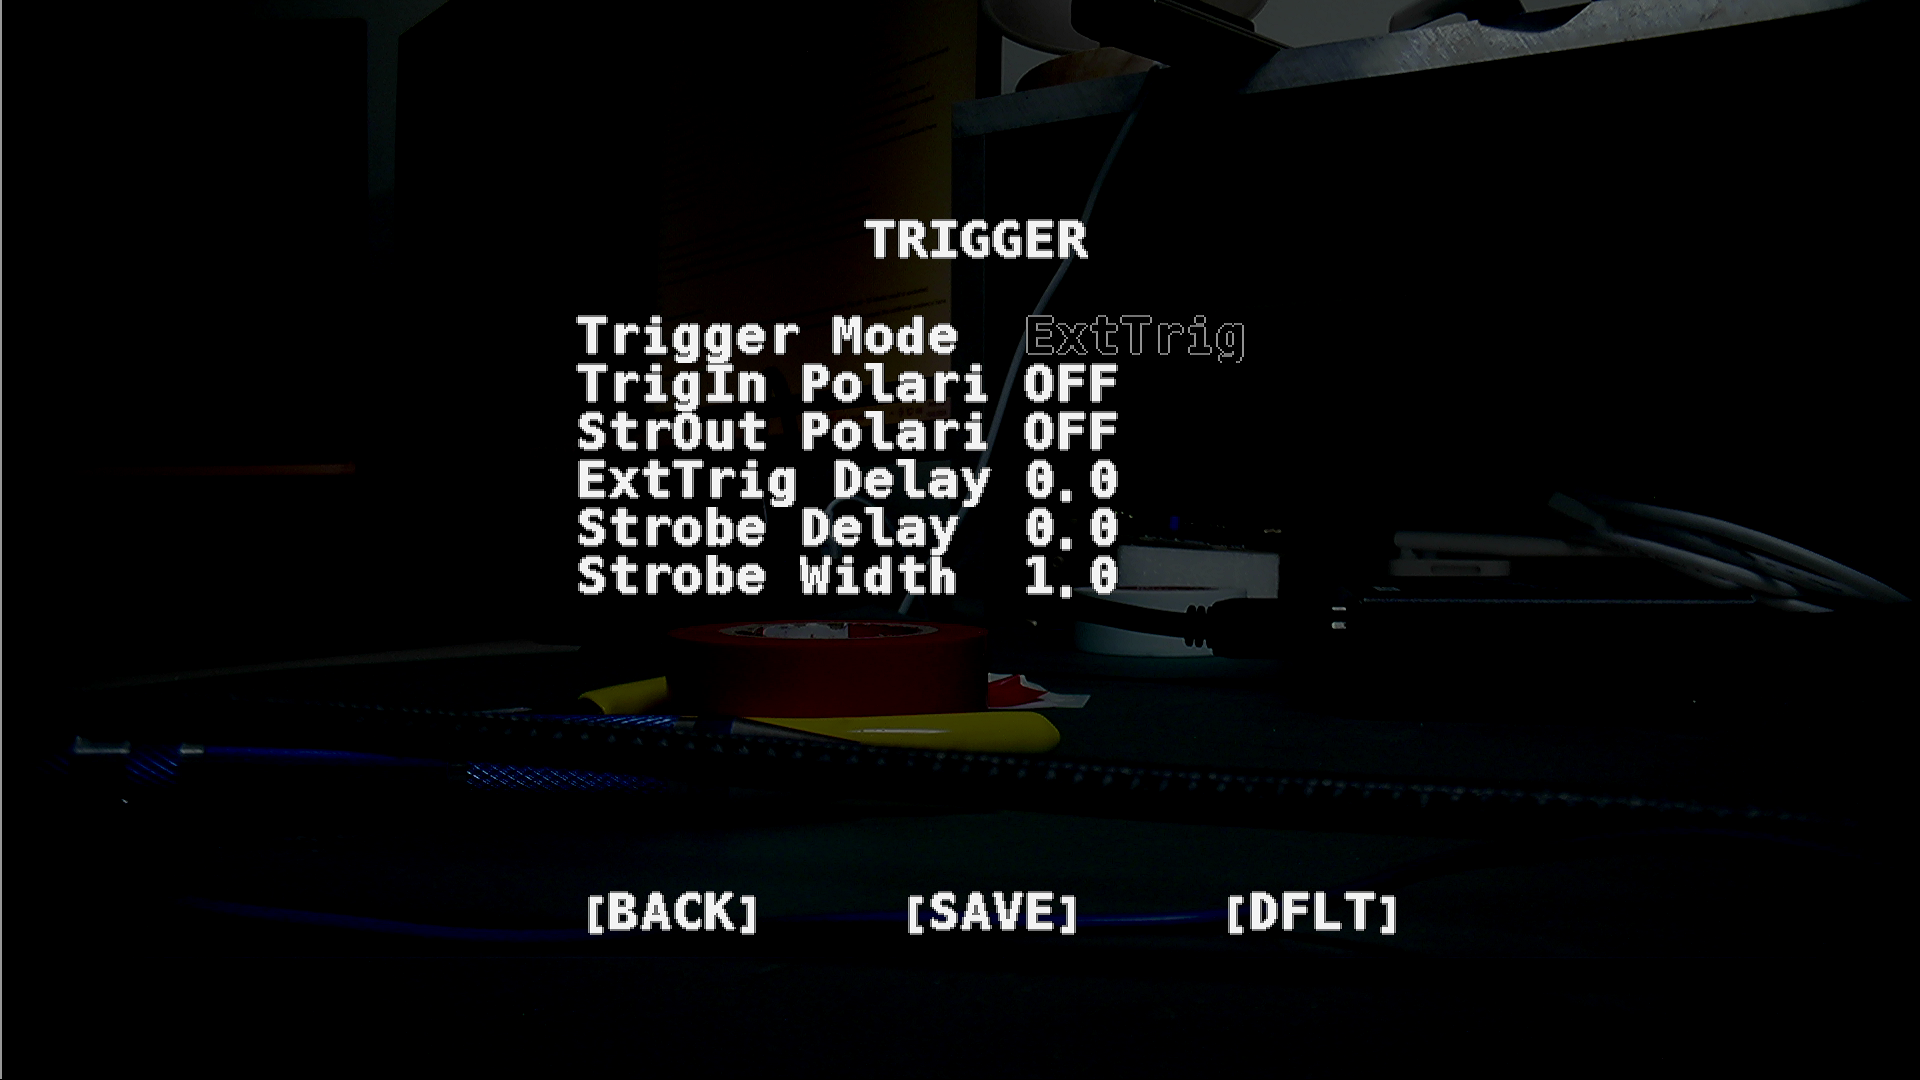 TRIGGER
Trigger Mode ExtTrig
TrigIn Polari OFF
StrOut Polari OFF
ExtTrig Delay 0.0
Strobe Delay 0.0
Strobe Width 1.0
[BACK] [SAVE] [DFLT]